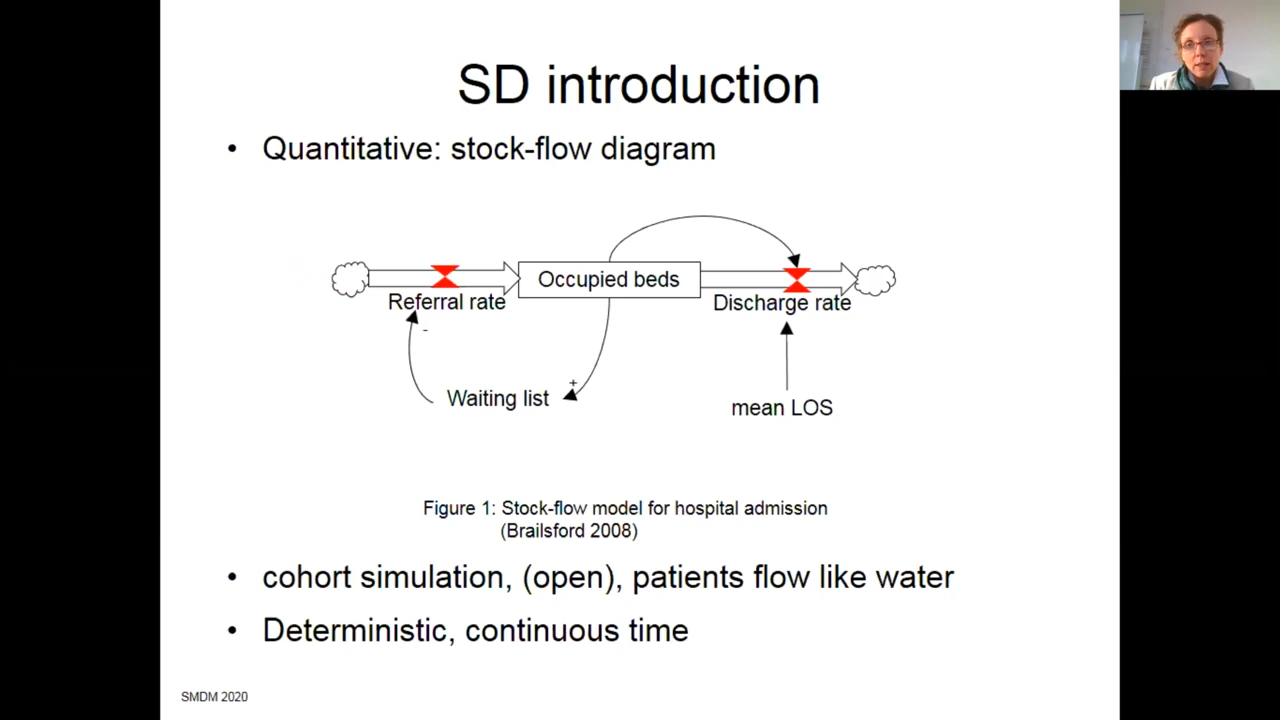 SD introduction
• Quantitative: stock-flow diagram
Occupied beds
Referral rate
Discharge rate
-
+
Waiting list
mean LOS
Figure 1: Stock-flow model for hospital admission
(Brailsford 2008)
• cohort simulation, (open), patients flow like water
• Deterministic, continuous time
SMDM 2020